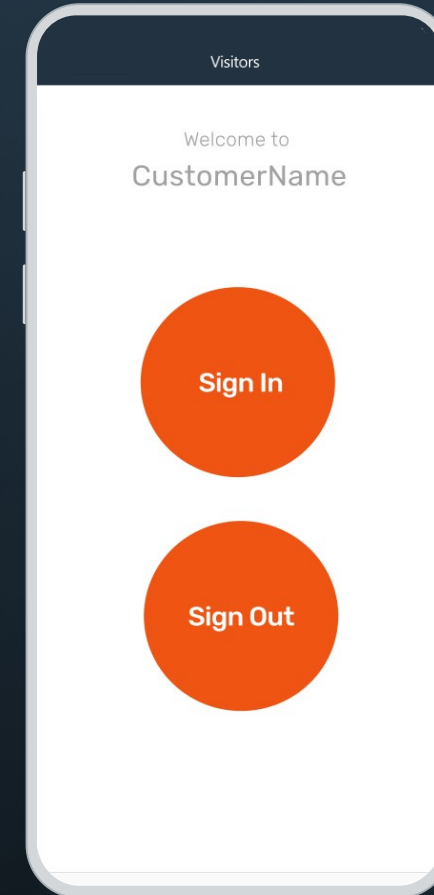 Visitors
Welcome to
CustomerName
Sign In
Sign Out